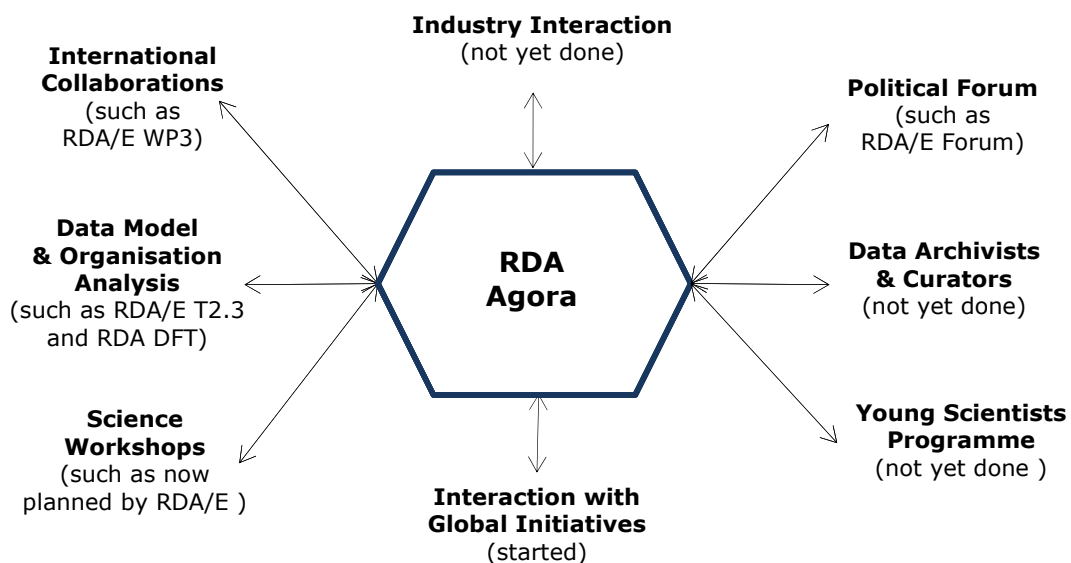 Industry Interaction
(not yet done)
International
Collaborations
(such as
RDA/E WP3)
Political Forum
(such as
RDA/E Forum)
Data Model
& Organisation
Analysis
(such as RDA/E T2.3
and RDA DFT)
RDA
Agora
Data Archivists
& Curators
(not yet done)
Science
Workshops
(such as now
planned by RDA/E )
Young Scientists
Programme
(not yet done )
Interaction with
Global Initiatives
(started)